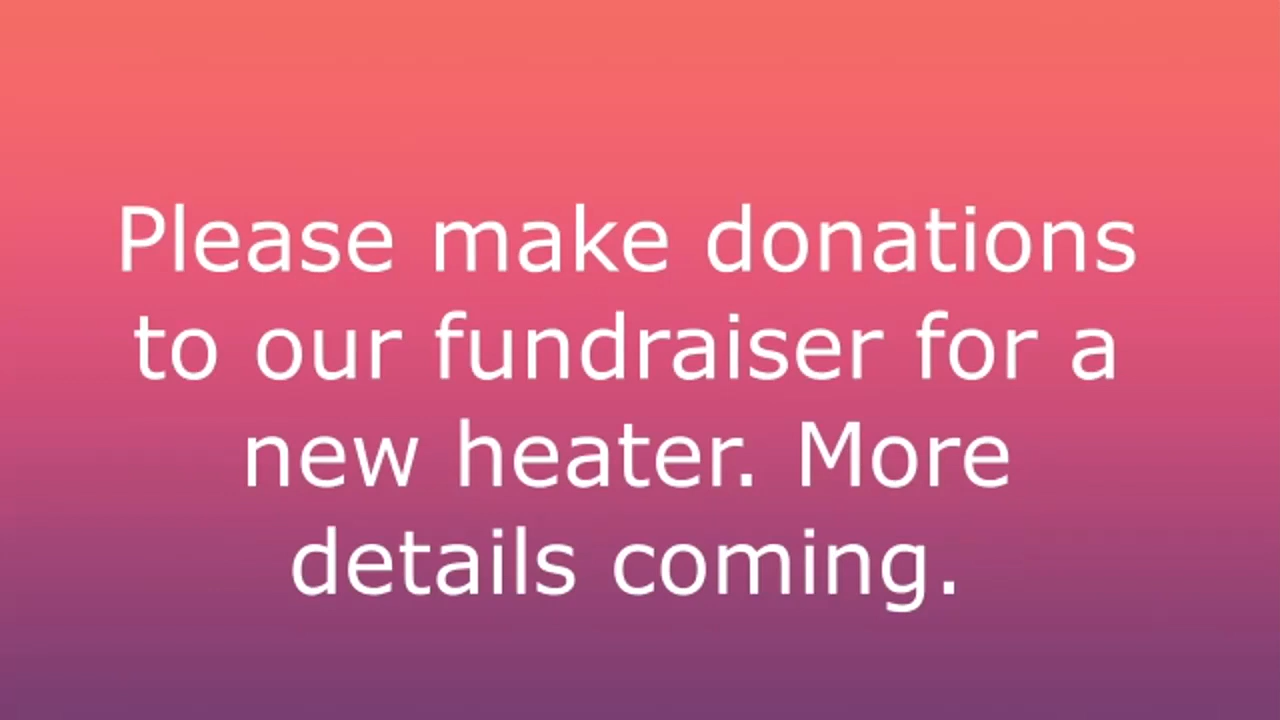 Please make donations
to our fundraiser for a
new heater. More
details coming.